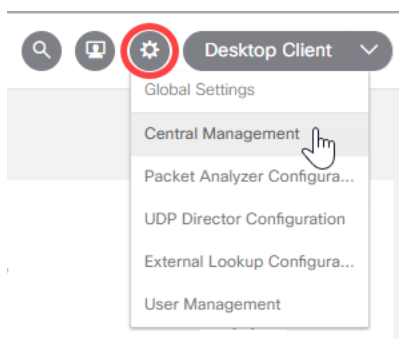 Desktop Client
Global Settings
Central Management
Packet Analyzer Configura...
UDP Director Configuration
External Lookup Configura...
User Management